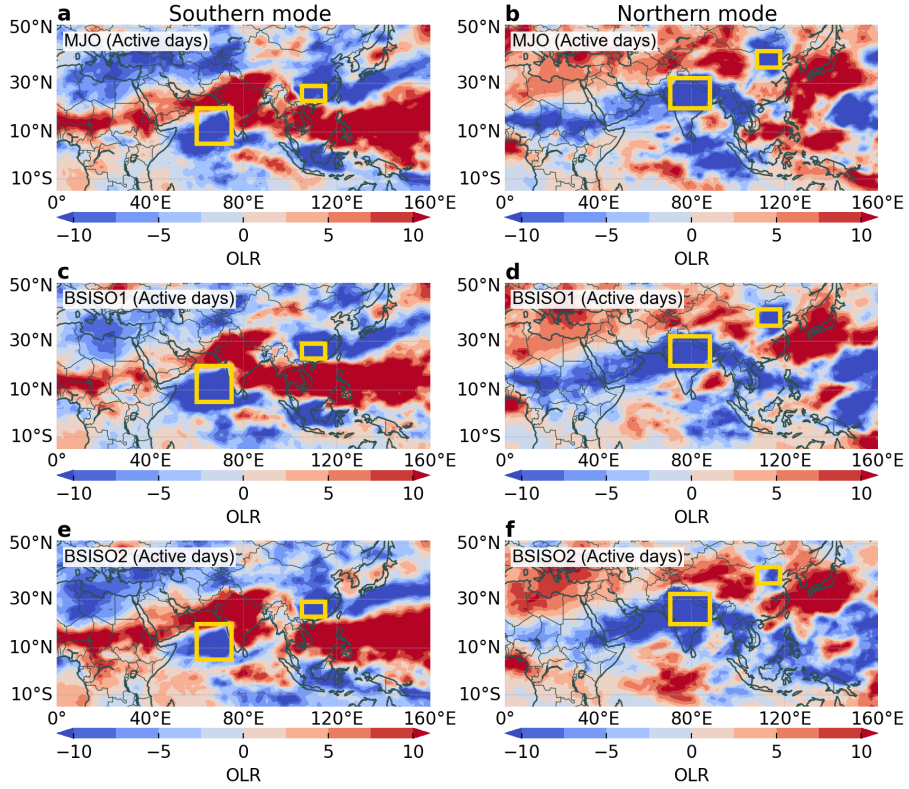 Southern mode
Northern mode
a
MJO (Active days)
50°N
30°N
10°N
10°S
0°
40°E
80°E
120°E
160°E
−10
−5
0
5
10
OLR
b
MJO (Active days)
50°N
30°N
10°N
10°S
0°
40°E
80°E
120°E
160°E
−10
−5
0
5
10
OLR
c
BSISO1 (Active days)
50°N
30°N
10°N
10°S
0°
40°E
80°E
120°E
160°E
−10
−5
0
5
10
OLR
d
BSISO1 (Active days)
50°N
30°N
10°N
10°S
0°
40°E
80°E
120°E
160°E
−10
−5
0
5
10
OLR
e
BSISO2 (Active days)
50°N
30°N
10°N
10°S
0°
40°E
80°E
120°E
160°E
−10
−5
0
5
10
OLR
f
BSISO2 (Active days)
50°N
30°N
10°N
10°S
0°
40°E
80°E
120°E
160°E
−10
−5
0
5
10
OLR